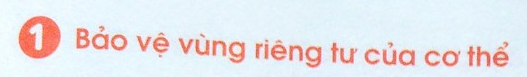 1 Bảo vệ vùng riêng tư của cơ thể